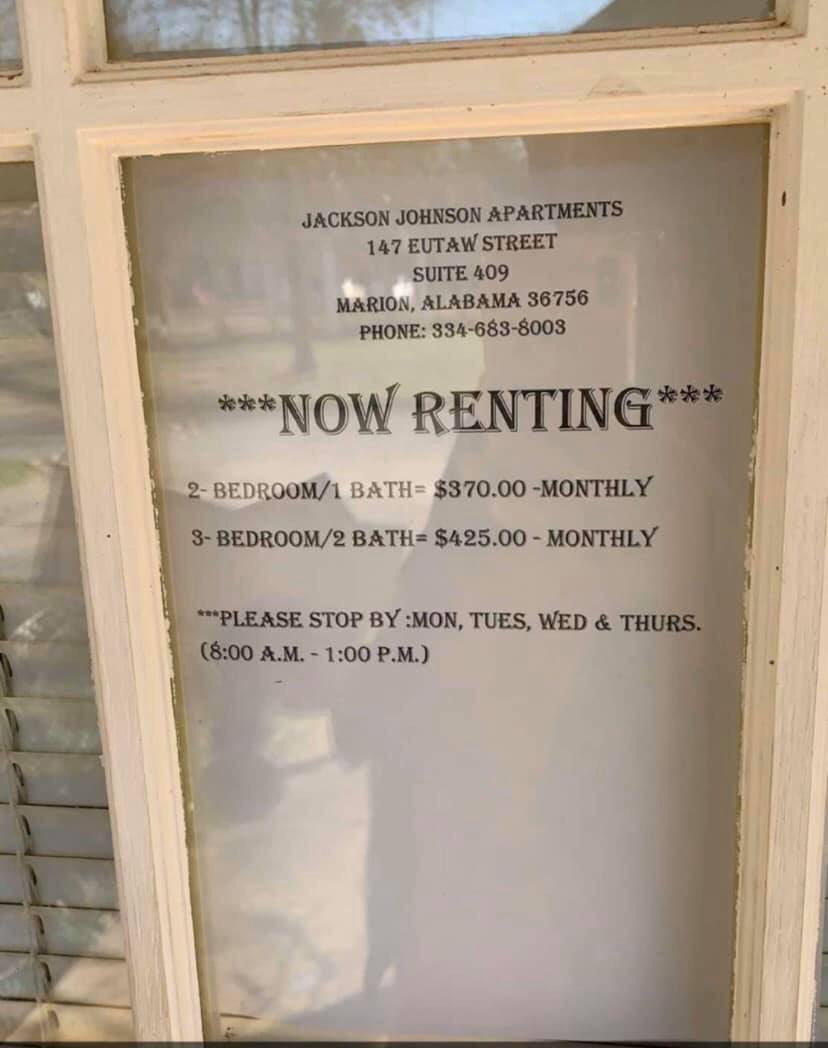 JACKSON JOHNSON APARTMENTS
147 EUTAW STREET
SUITE 409
MARION, ALABAMA 36756
PHONE: 334-683-8003
***NOW RENTING***
2- BEDROOM/1 BATH= $370.00 -MONTHLY
3- BEDROOM/2 BATH= $425.00 - MONTHLY
***PLEASE STOP BY :MON, TUES, WED & THURS.
(8:00 A.M. - 1:00 P.M.)